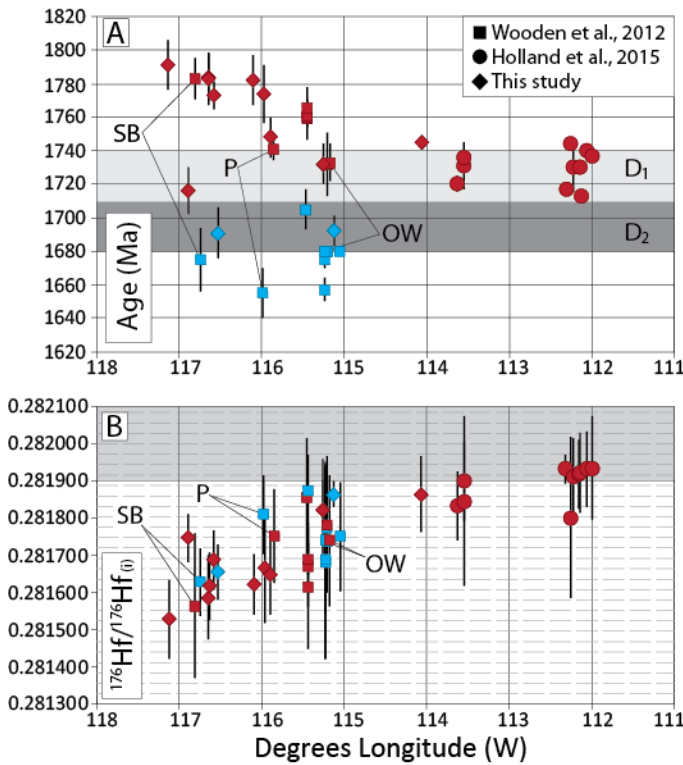 A
Wooden et al., 2012
Holland et al., 2015
This study
1820
1800
1780
1760
1740
1720
1700
1680
1660
1640
1620
Age (Ma)
SB
P
OW
D1
D2
118 117 116 115 114 113 112 111
B
0.282100
0.282000
0.281900
0.281800
0.281700
0.281600
0.281500
0.281400
0.281300
176Hf/176Hf(i)
P
SB
OW
118 117 116 115 114 113 112 111
Degrees Longitude (W)